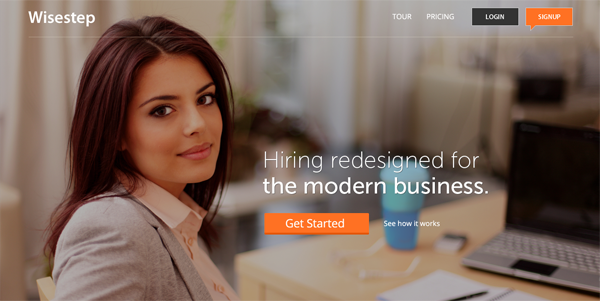 Wisestep
TOUR
PRICING
LOGIN
SIGNUP
Hiring redesigned for
the modern business.
Get Started
See how it works